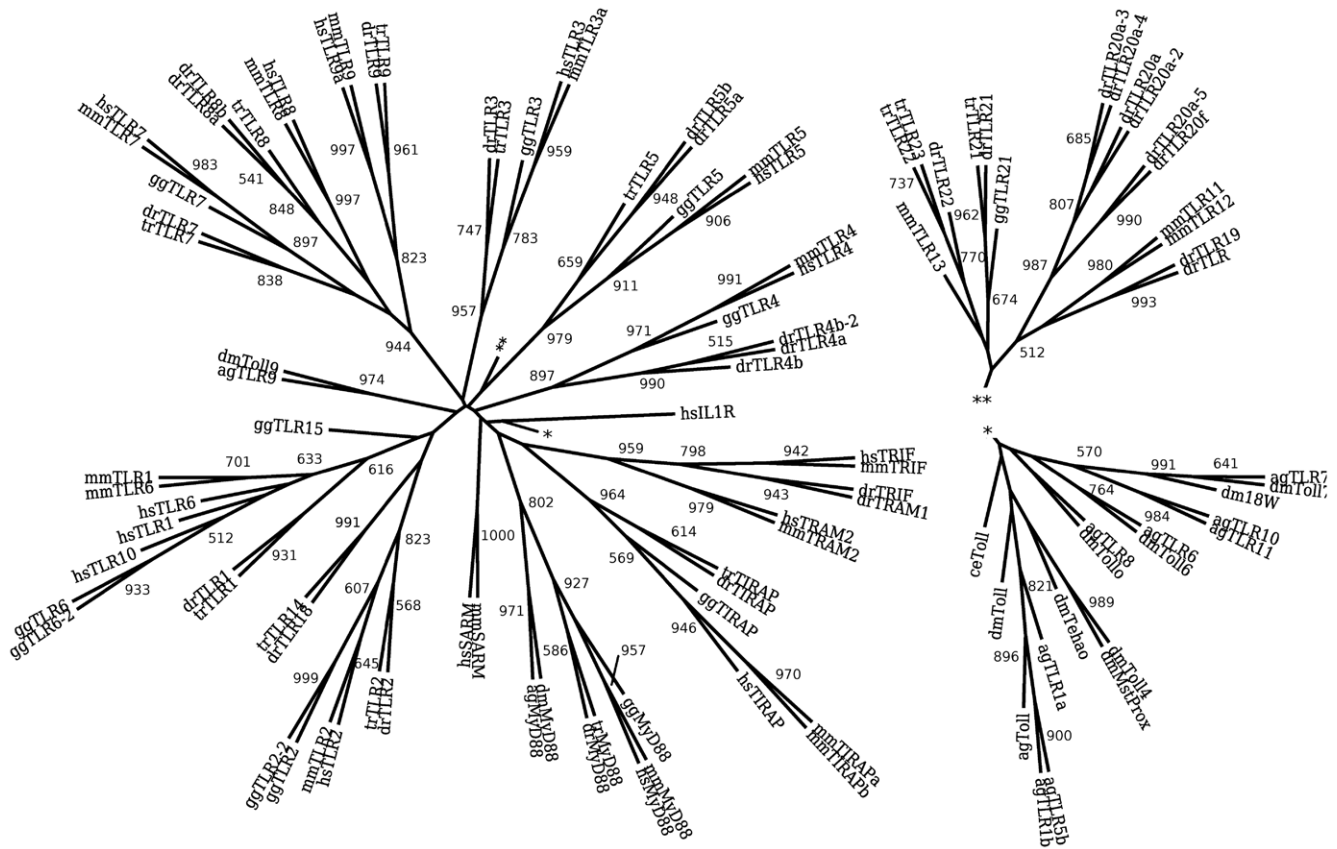 hsTLR7
mmTLR7
983
ggTLR7
drTLR7
trTLR7
838
897
drTLR8b
drTLR8a
541
trTLR8
848
hsTLR8
mmTLR8
997
mmTLR9
hsTLR9a
997
trTLR9
drTLR9
961
823
944
drTLR3
trTLR3
747
ggTLR3
hsTLR3
mmTLR3a
959
783
957
drTLR5b
drTLR5a
trTLR5
948
659
ggTLR5
mmTLR5
hsTLR5
906
911
979
**
mmTLR4
hsTLR4
991
ggTLR4
971
drTLR4b-2
drTLR4a
515
drTLR4b
990
897
hsIL1R
*
dmToll9
agTLR9
974
ggTLR15
mmTLR1
mmTLR6
701
633
hsTLR6
hsTLR1
hsTLR10
512
ggTLR6
ggTLR6-2
933
616
drTLR1
trTLR1
931
trTLR14
drTLR18
991
823
607
568
ggTLR2-2
ggTLR2
999
mmTLR2
hsTLR2
645
trTLR2
drTLR2
hsSARM
mmSARM
1000
802
971
agMyD88
dmMyD88
927
586
trMyD88
drMyD88
957
ggMyD88
mmMyD88
hsMyD88
959
798
942
hsTRIF
mmTRIF
943
drTRIF
drTRAM1
979
hsTRAM2
mmTRAM2
964
614
trTIRAP
drTIRAP
569
ggTIRAP
946
hsTIRAP
970
mmTIRAPa
mmTIRAPb
trTLR23
trTLR22
737
drTLR22
mmTLR13
962
770
trTLR21
drTLR21
ggTLR21
674
drTLR20a-3
drTLR20a-4
685
drTLR20a
drTLR20a-2
807
drTLR20a-5
drTLR20f
990
987
mmTLR11
mmTLR12
980
drTLR19
drTLR
993
512
**
*
570
991
641
agTLR7
dmToll7
dm18W
764
984
agTLR10
agTLR11
agTLR6
dmToll6
agTLR8
dmTollo
ceToll
dmToll
821
dmTehao
989
dmToll4
dmMstProx
896
agTLR1a
agToll
900
agTLR5b
agTLR1b